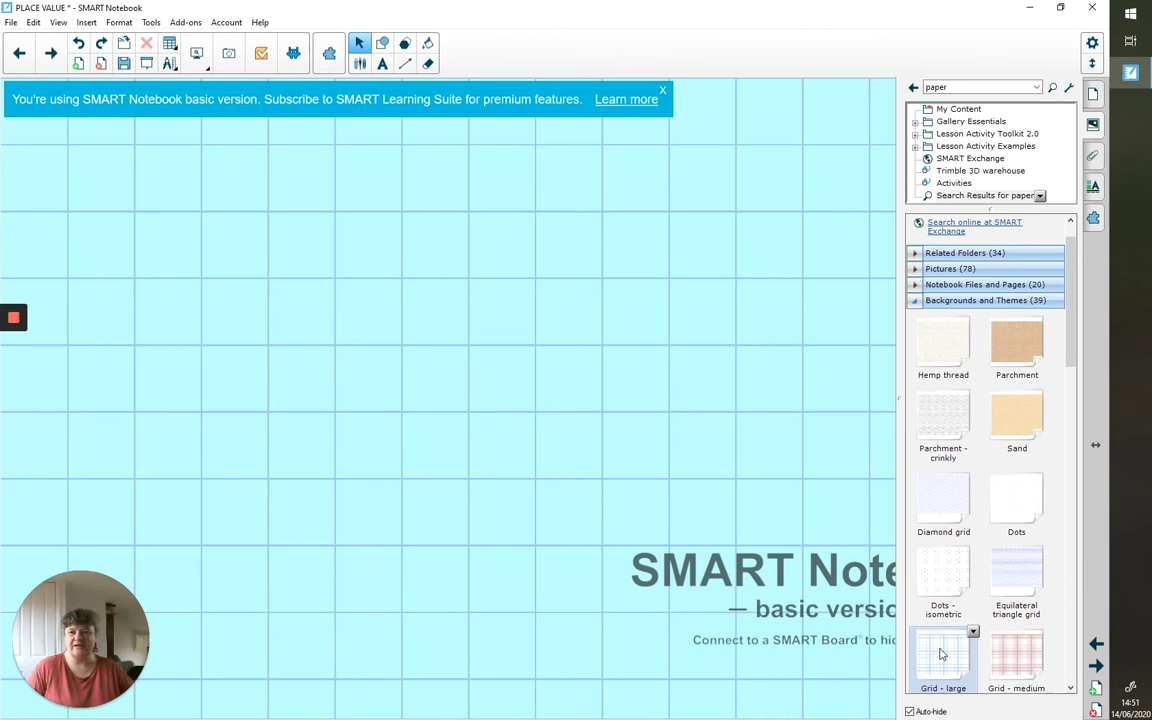 PLACE VALUE * - SMART Notebook
File Edit View Insert Format Tools Add-ons Account Help
You're using SMART Notebook basic version. Subscribe to SMART Learning Suite for premium features. Learn more X
paper
My Content
Gallery Essentials
Lesson Activity Toolkit 2.0
Lesson Activity Examples
SMART Exchange
Trimble 3D warehouse
Activities
Search Results for paper
Search online at SMART
Exchange
Related Folders (34)
Pictures (78)
Notebook Files and Pages (20)
Backgrounds and Themes (39)
Hemp thread Parchment
Parchment - Sand
crinkly
Diamond grid Dots
Dots - Equilateral
isometric triangle grid
Grid - large Grid - medium
SMART Note
— basic versio
Connect to a SMART Board® to hid
Auto-hide
14:51
14/06/2020